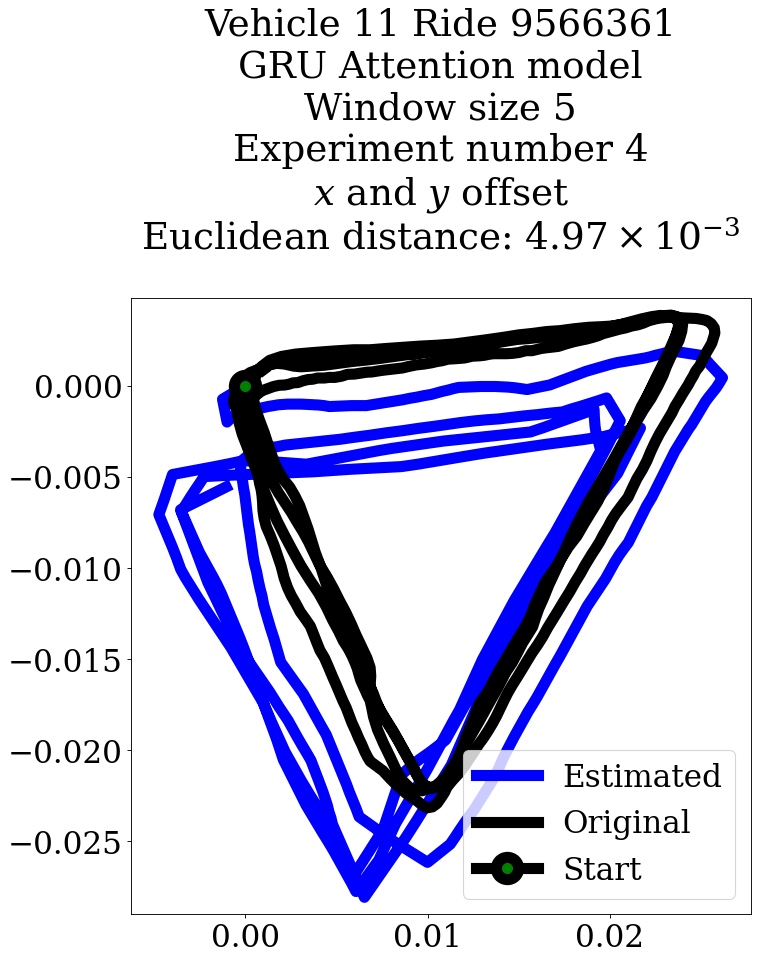 Vehicle 11 Ride 9566361
GRU Attention model
Window size 5
Experiment number 4
x and y offset
Euclidean distance: 4.97 × 10⁻³
0.000
−0.005
−0.010
−0.015
−0.020
−0.025
0.00 0.01 0.02
Estimated
Original
Start